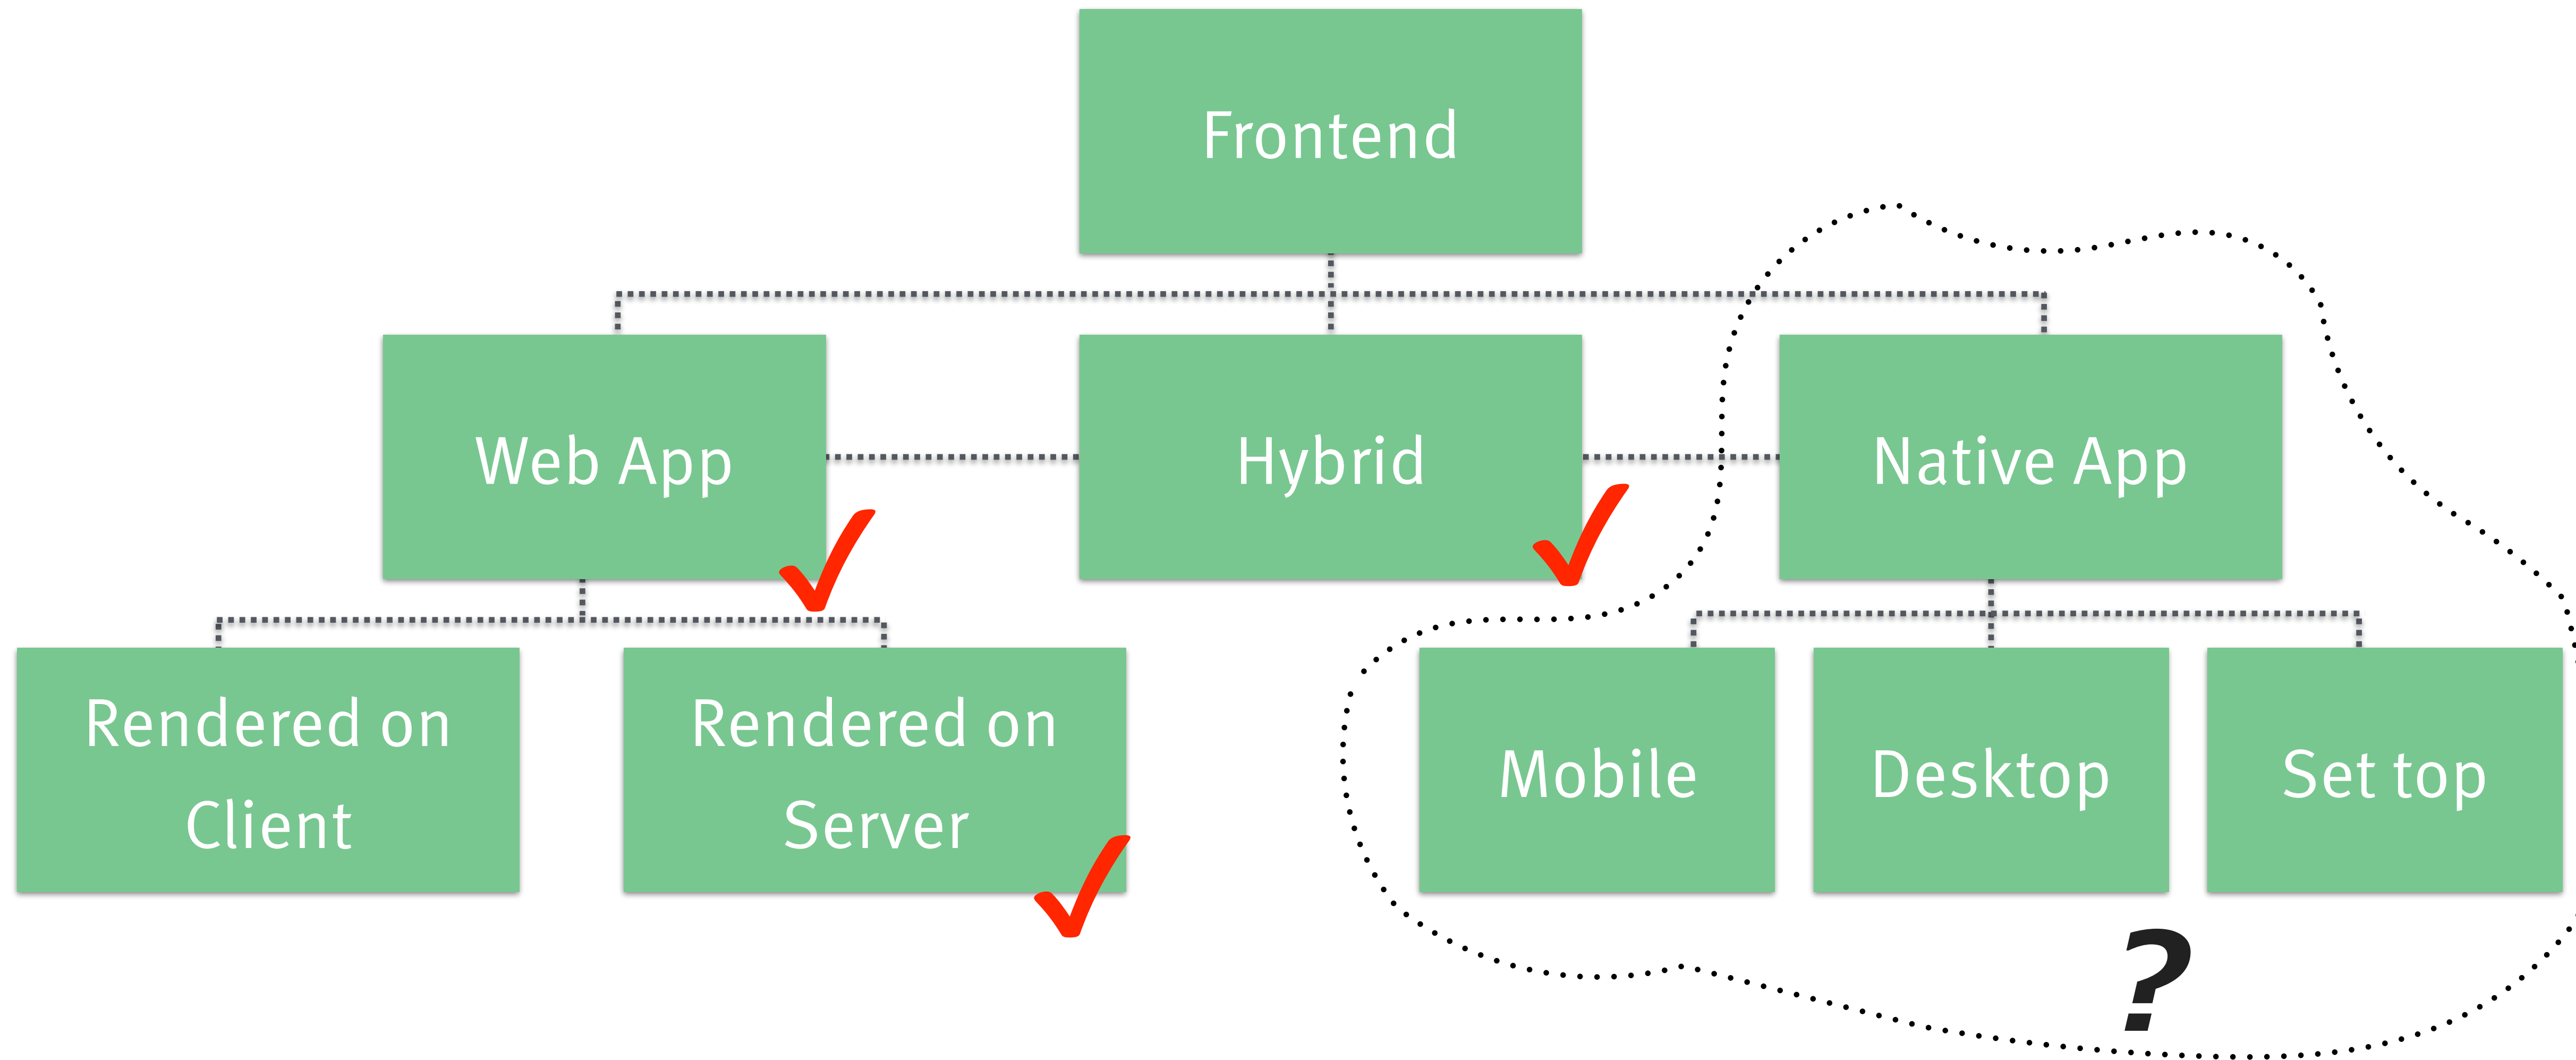 Frontend
Web App
Hybrid
Native App
Rendered on
Client
Rendered on
Server
Mobile
Desktop
Set top
?